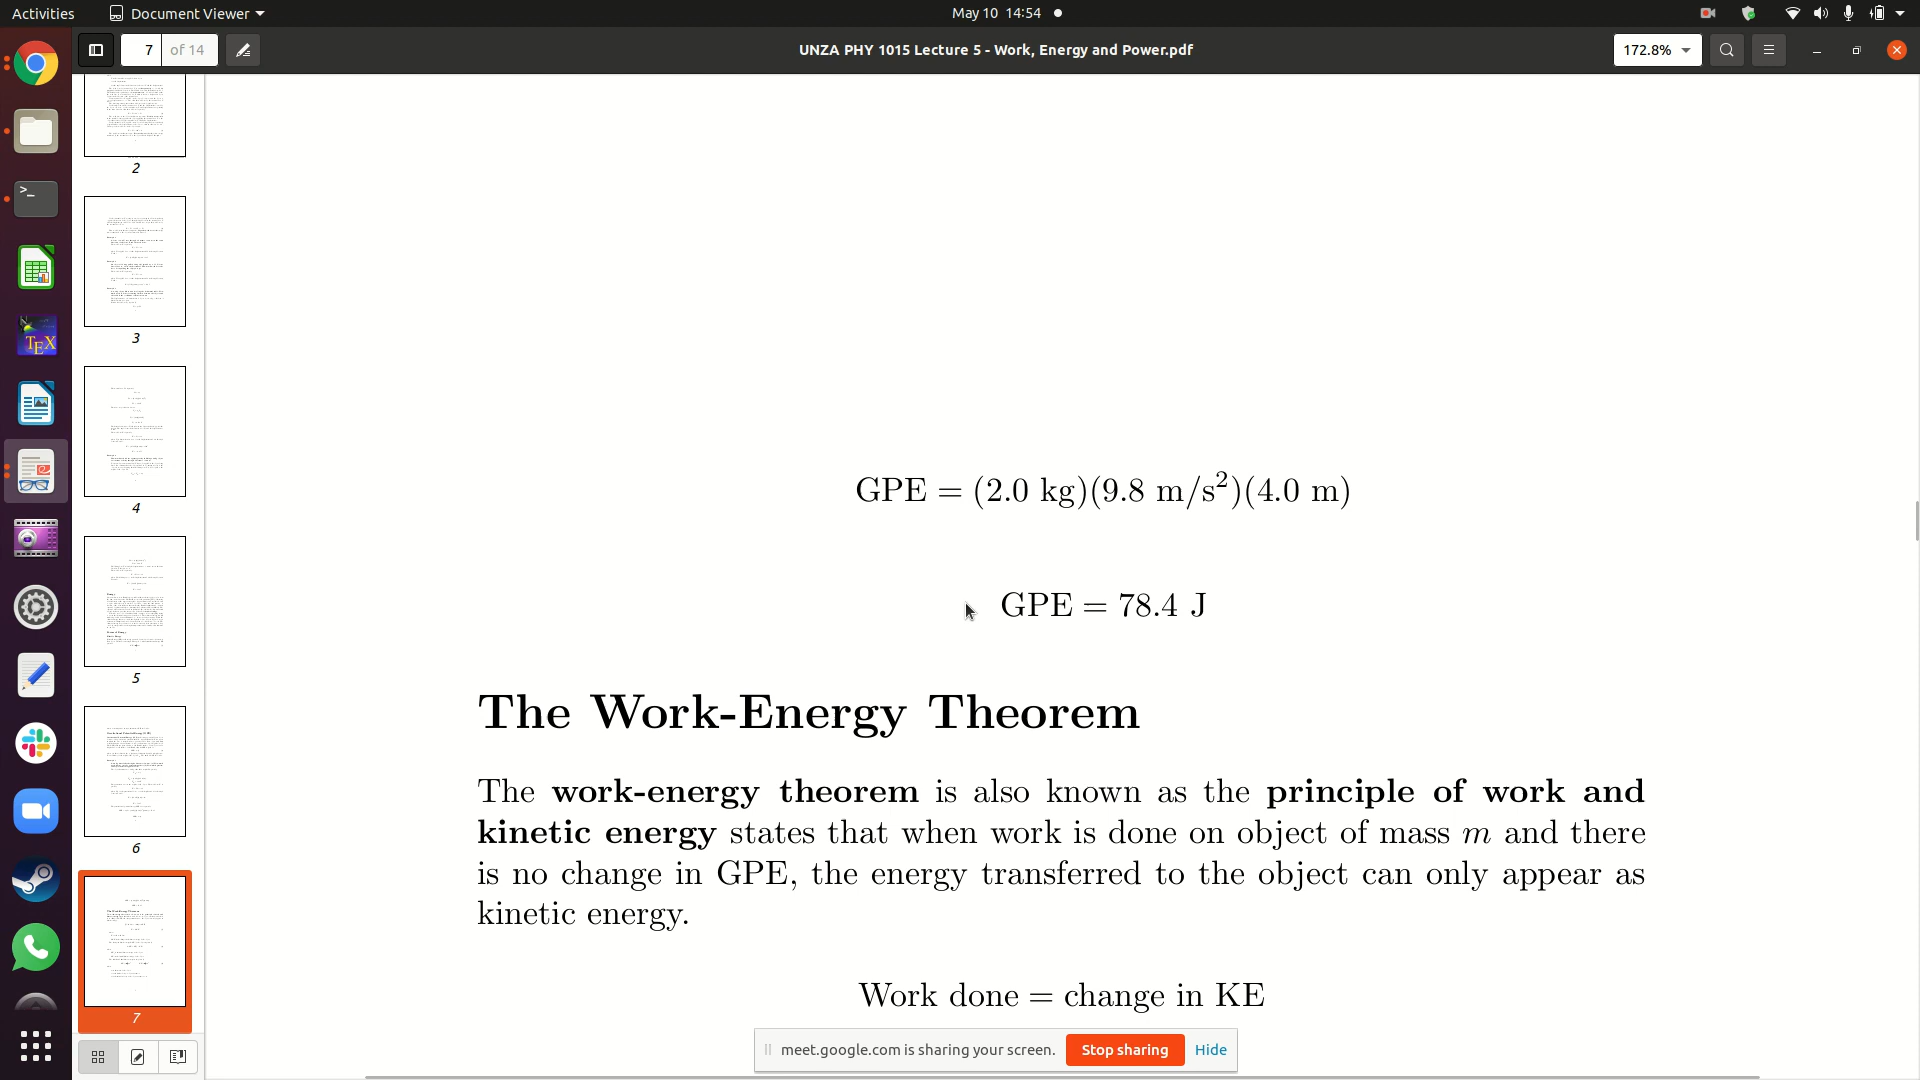 Activities
Document Viewer
May 10 14:54
7 of 14
UNZA PHY 1015 Lecture 5 - Work, Energy and Power.pdf
172.8%
2
3
4
5
6
7
GPE = (2.0 kg)(9.8 m/s²)(4.0 m)
GPE = 78.4 J
The Work-Energy Theorem
The work-energy theorem is also known as the principle of work and
kinetic energy states that when work is done on object of mass m and there
is no change in GPE, the energy transferred to the object can only appear as
kinetic energy.
Work done = change in KE
meet.google.com is sharing your screen.
Stop sharing
Hide